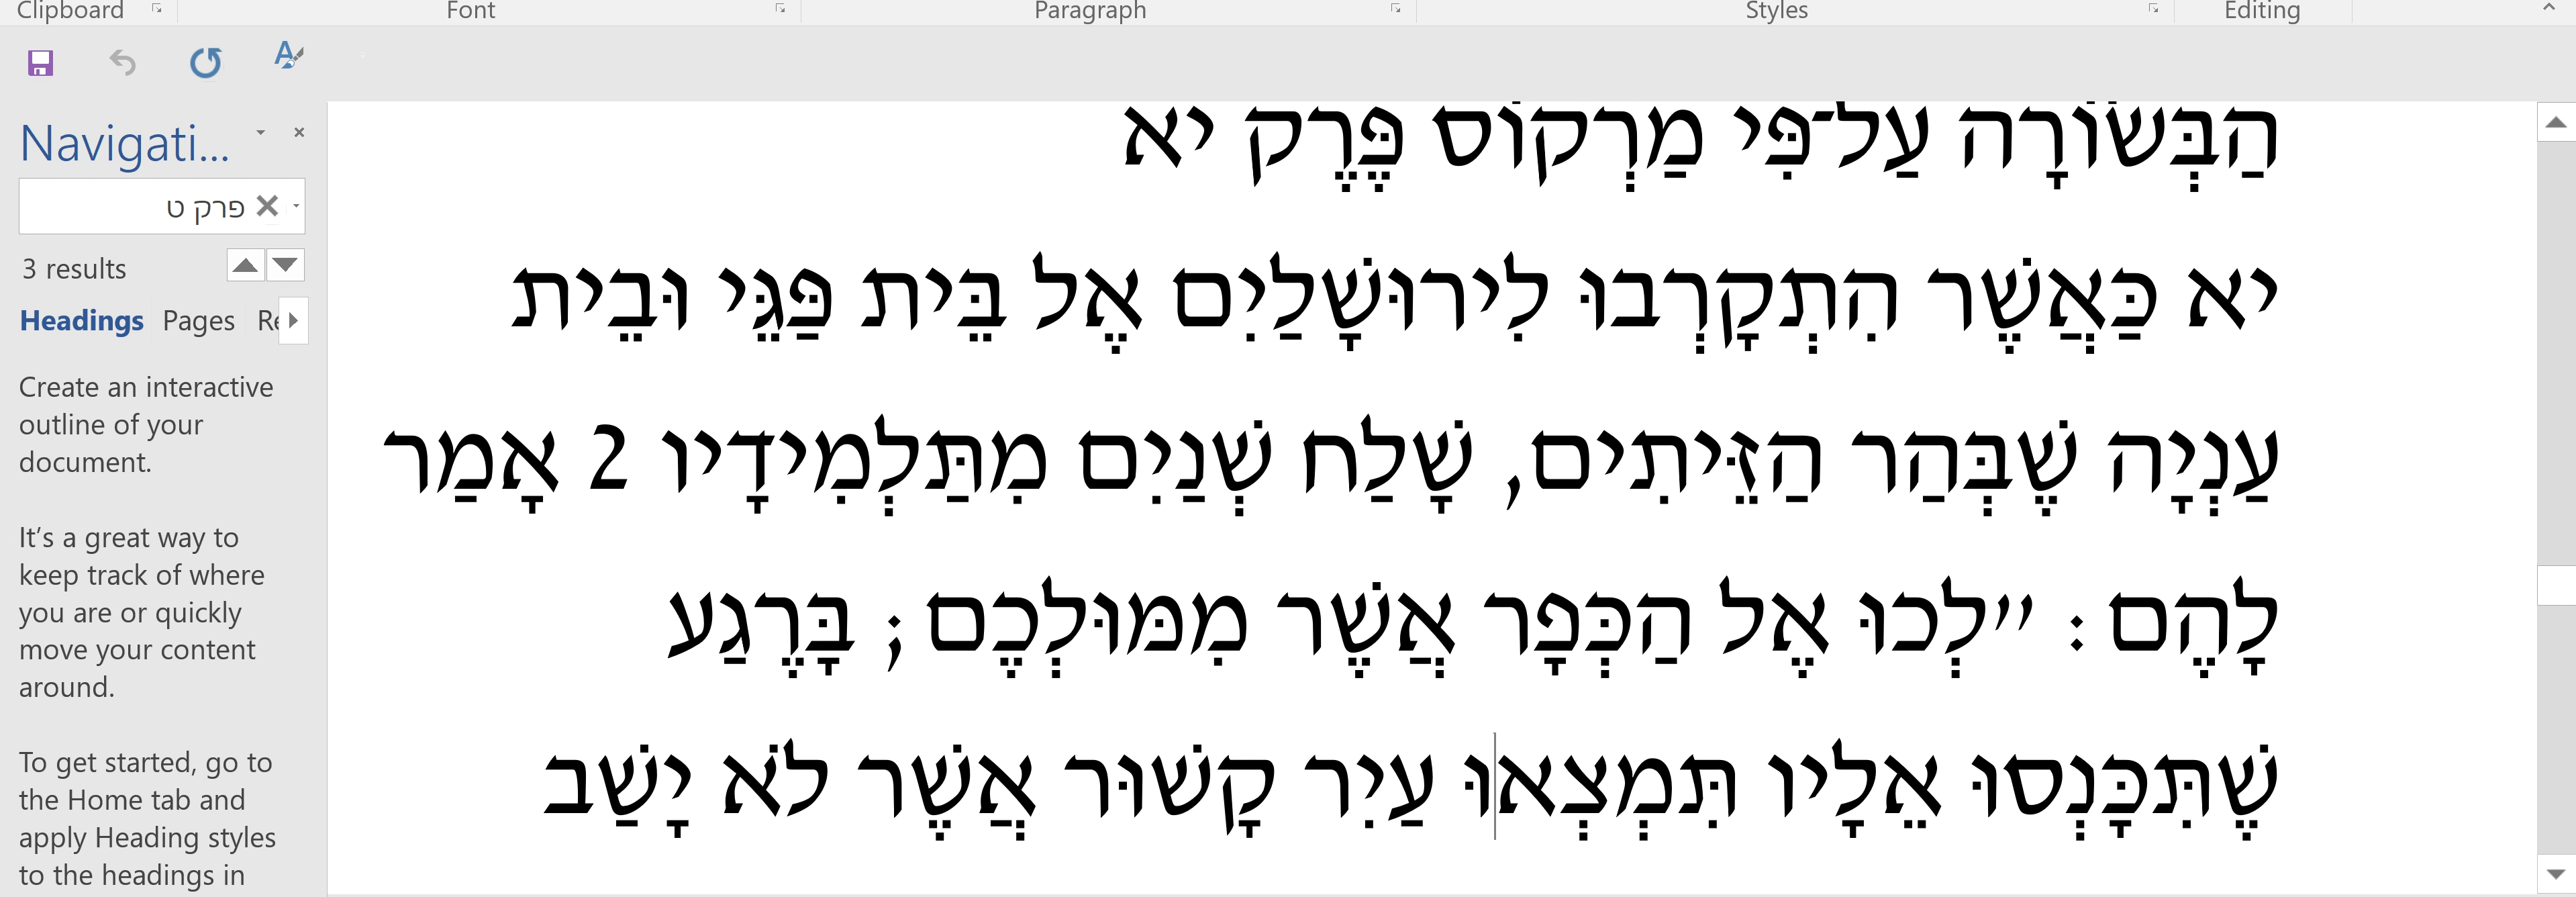 Clipboard
Font
Paragraph
Styles
Editing
Navigati...
פרק ט
3 results
Headings
Pages
Re
Create an interactive
outline of your
document.
It's a great way to
keep track of where
you are or quickly
move your content
around.
To get started, go to
the Home tab and
apply Heading styles
to the headings in
הַבְּשׂוֹרָה עַל־פִּי מַרְקוֹס פֶּרֶק יא
יא כַּאֲשֶׁר הִתְקָרְבוּ לִירוּשָׁלַיִם אֶל בֵּית פַּגֵּי וּבֵית
עַנְיָה שֶׁבְּהַר הַזֵּיתִים, שָׁלַח שְׁנַיִם מִתַּלְמִידָיו 2 אָמַר
לָהֶם : ״לְכוּ אֶל הַכְּפָר אֲשֶׁר מִמּוּלְכֶם ; בָּרֶגַע
שֶׁתִּכָּנְסוּ אֵלָיו תִּמְצְאוּ עַיִר קָשׁוּר אֲשֶׁר לֹא יָשַׁב